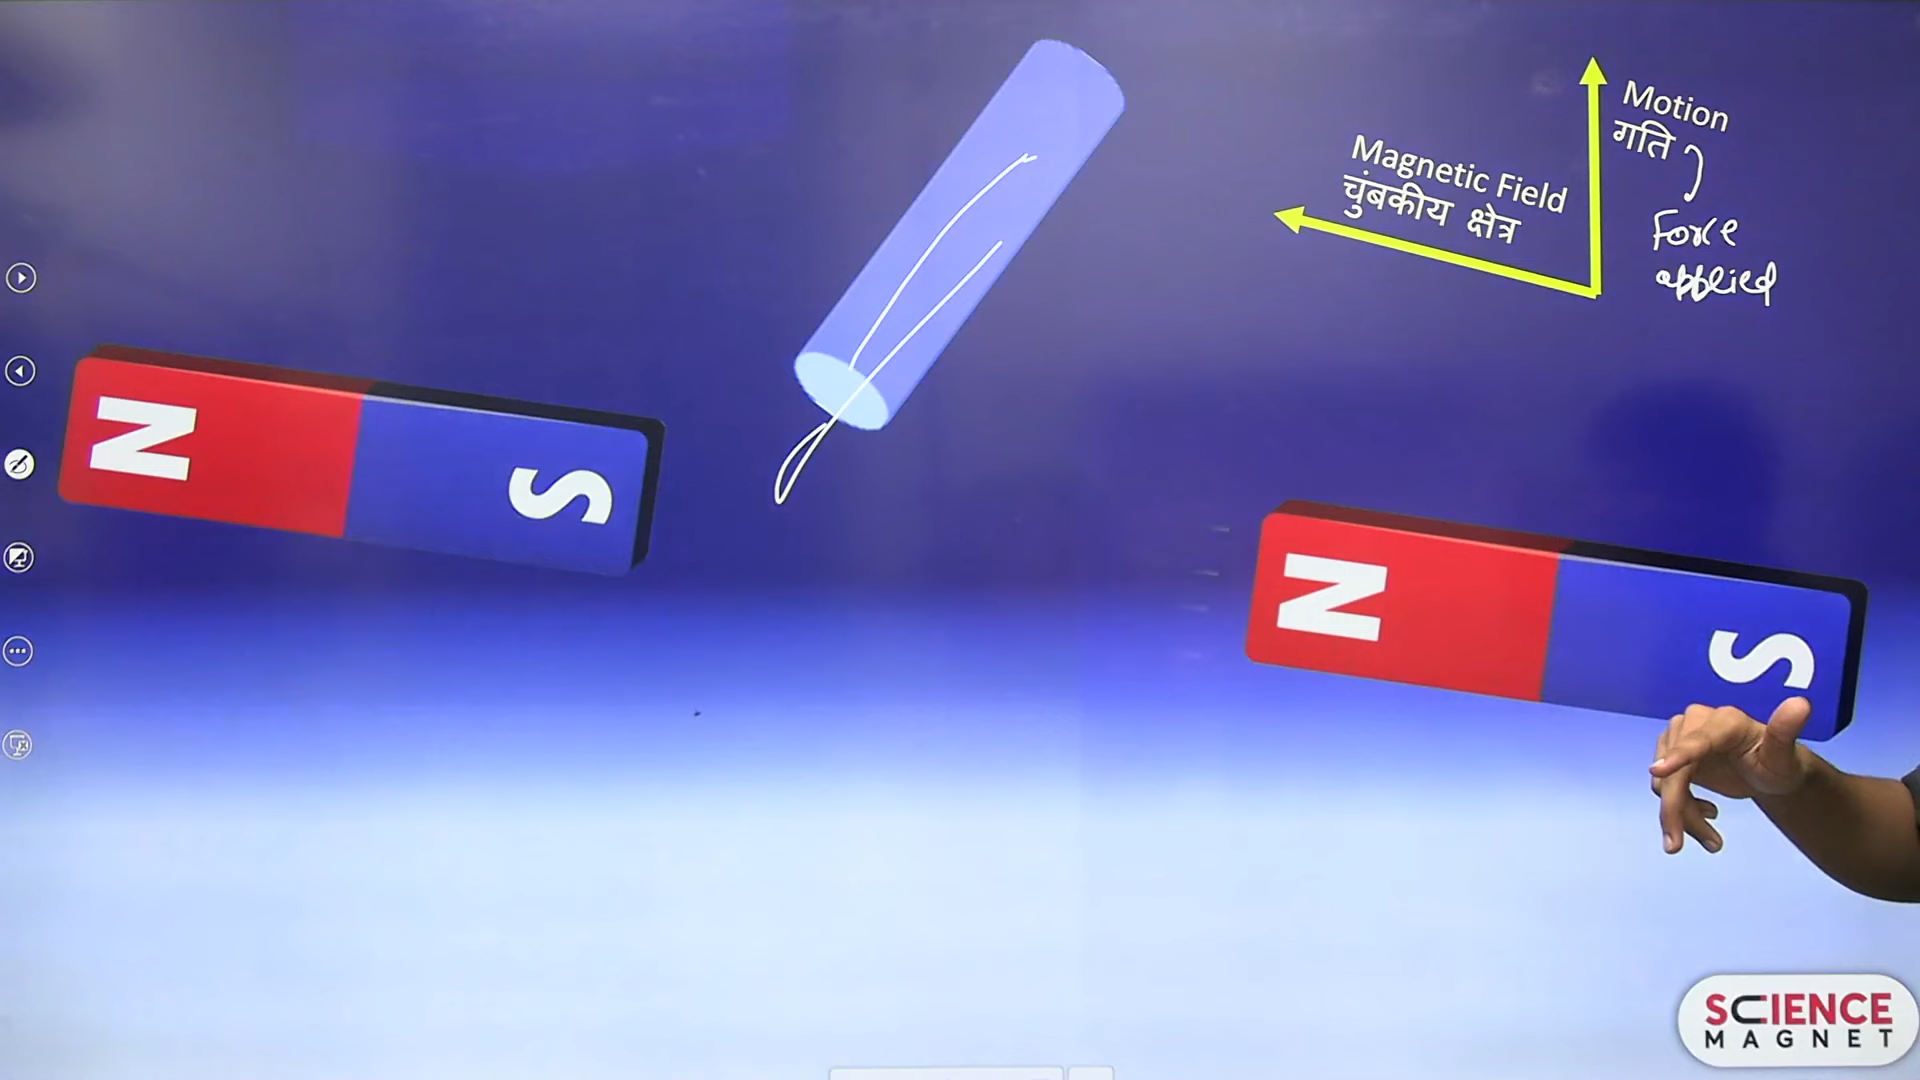 Motion
गति
Magnetic Field
चुंबकीय क्षेत्र
Force
applied
N
S
N
S
SCIENCE
MAGNET